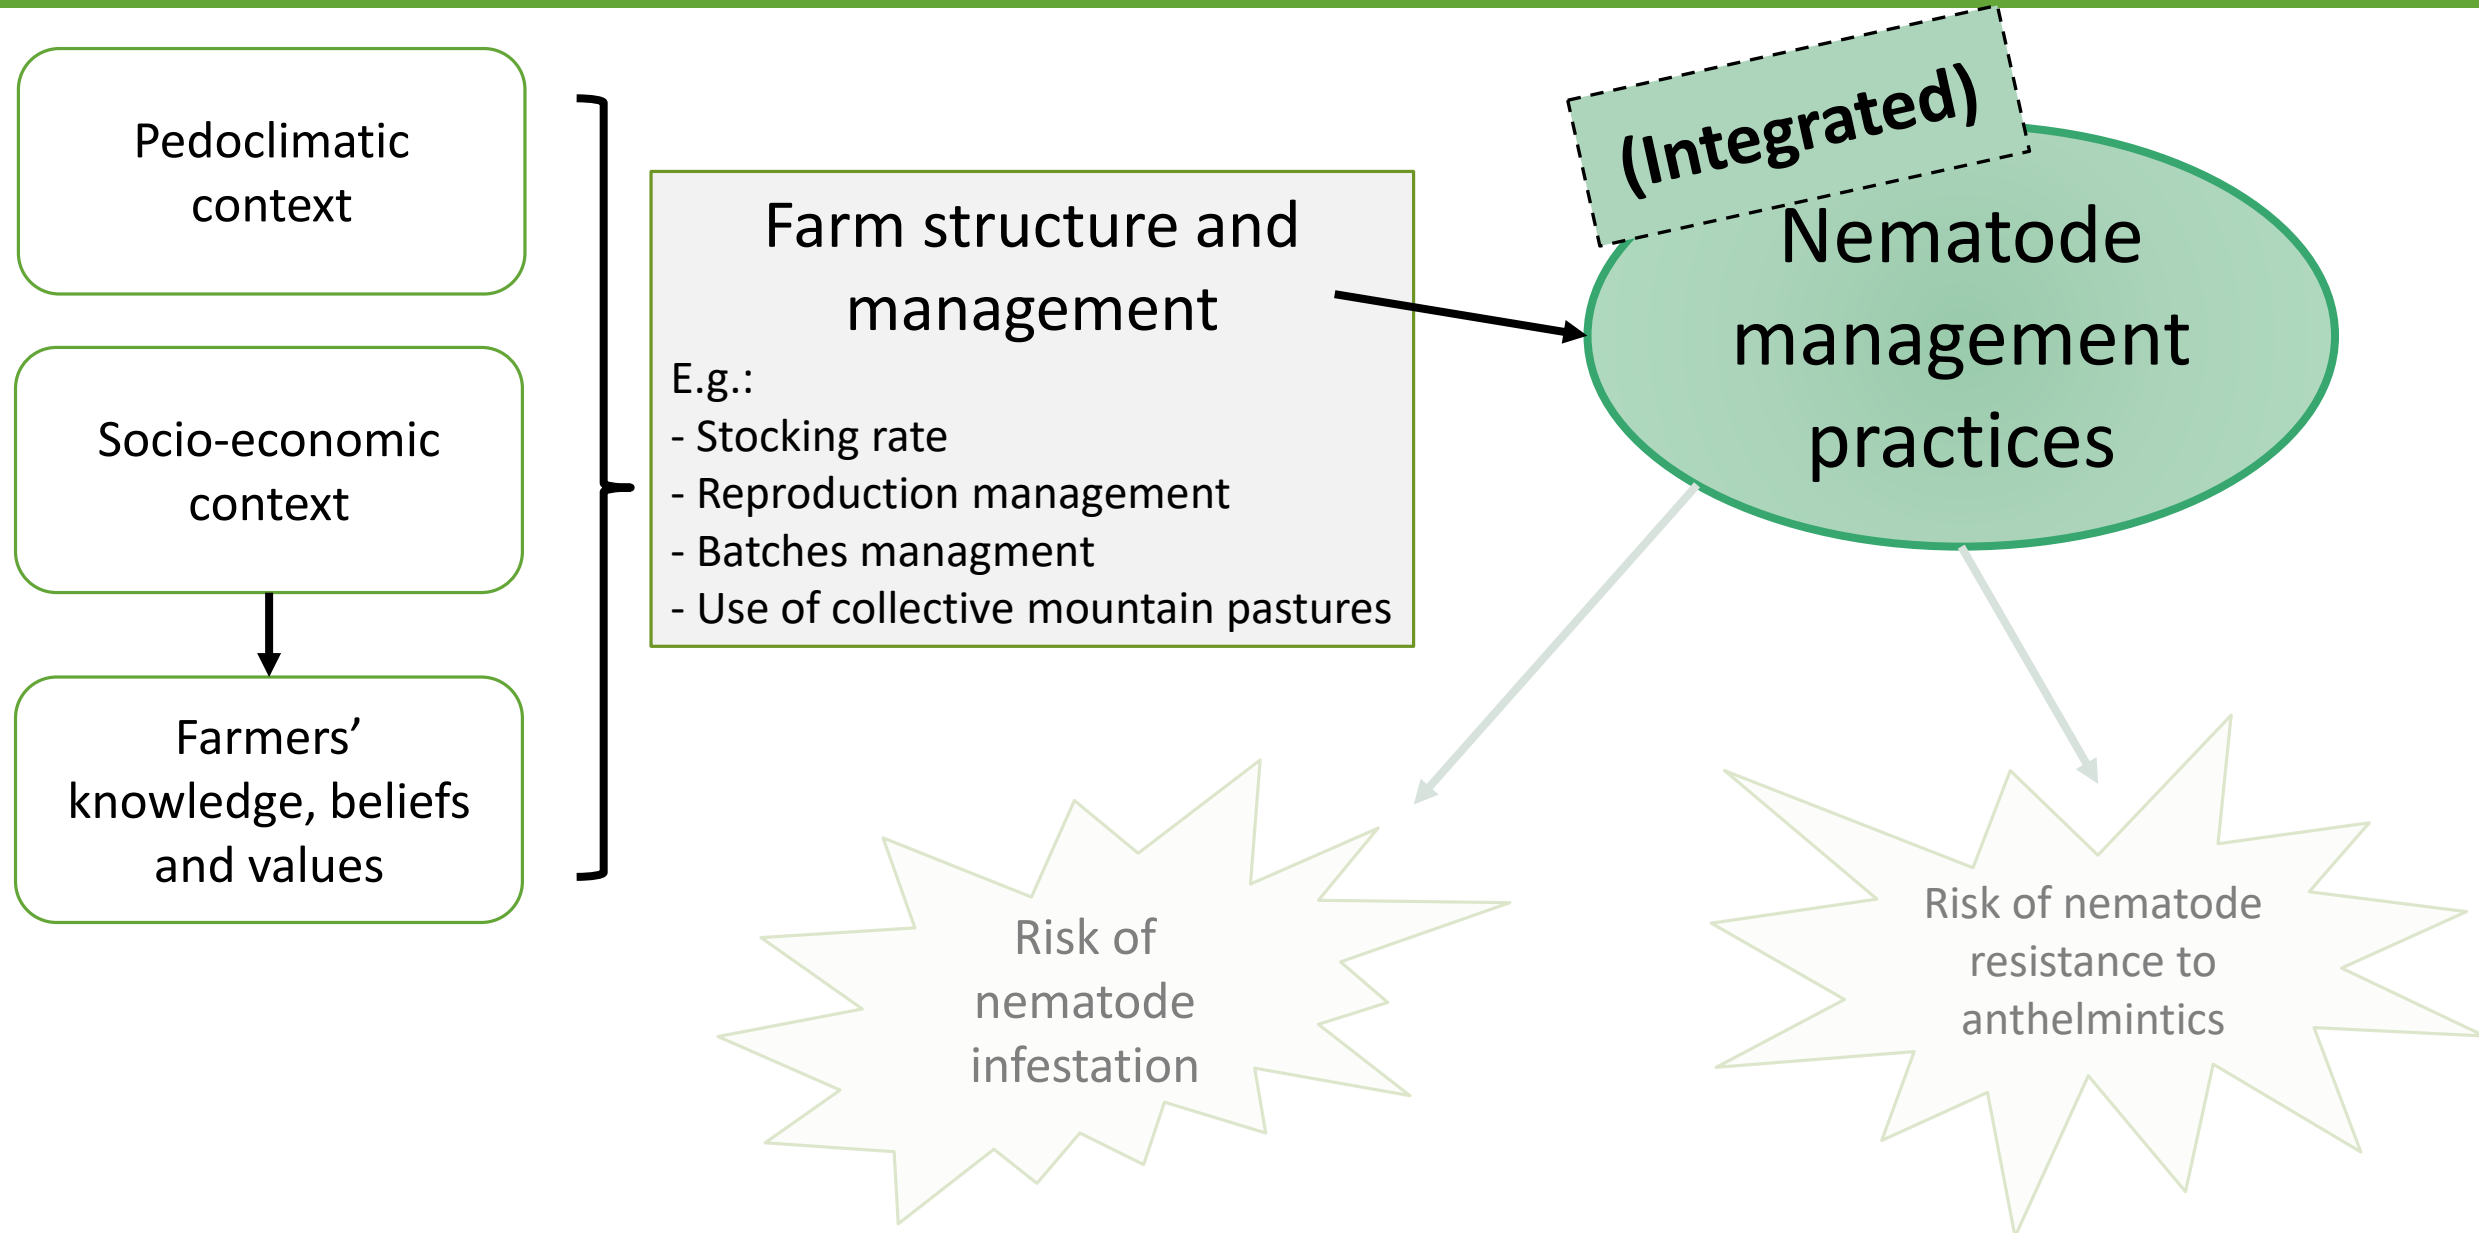 Pedoclimatic
context
Socio-economic
context
Farmers’
knowledge, beliefs
and values
Farm structure and
management
E.g.:
- Stocking rate
- Reproduction management
- Batches managment
- Use of collective mountain pastures
(Integrated)
Nematode
management
practices
Risk of
nematode
infestation
Risk of nematode
resistance to
anthelmintics